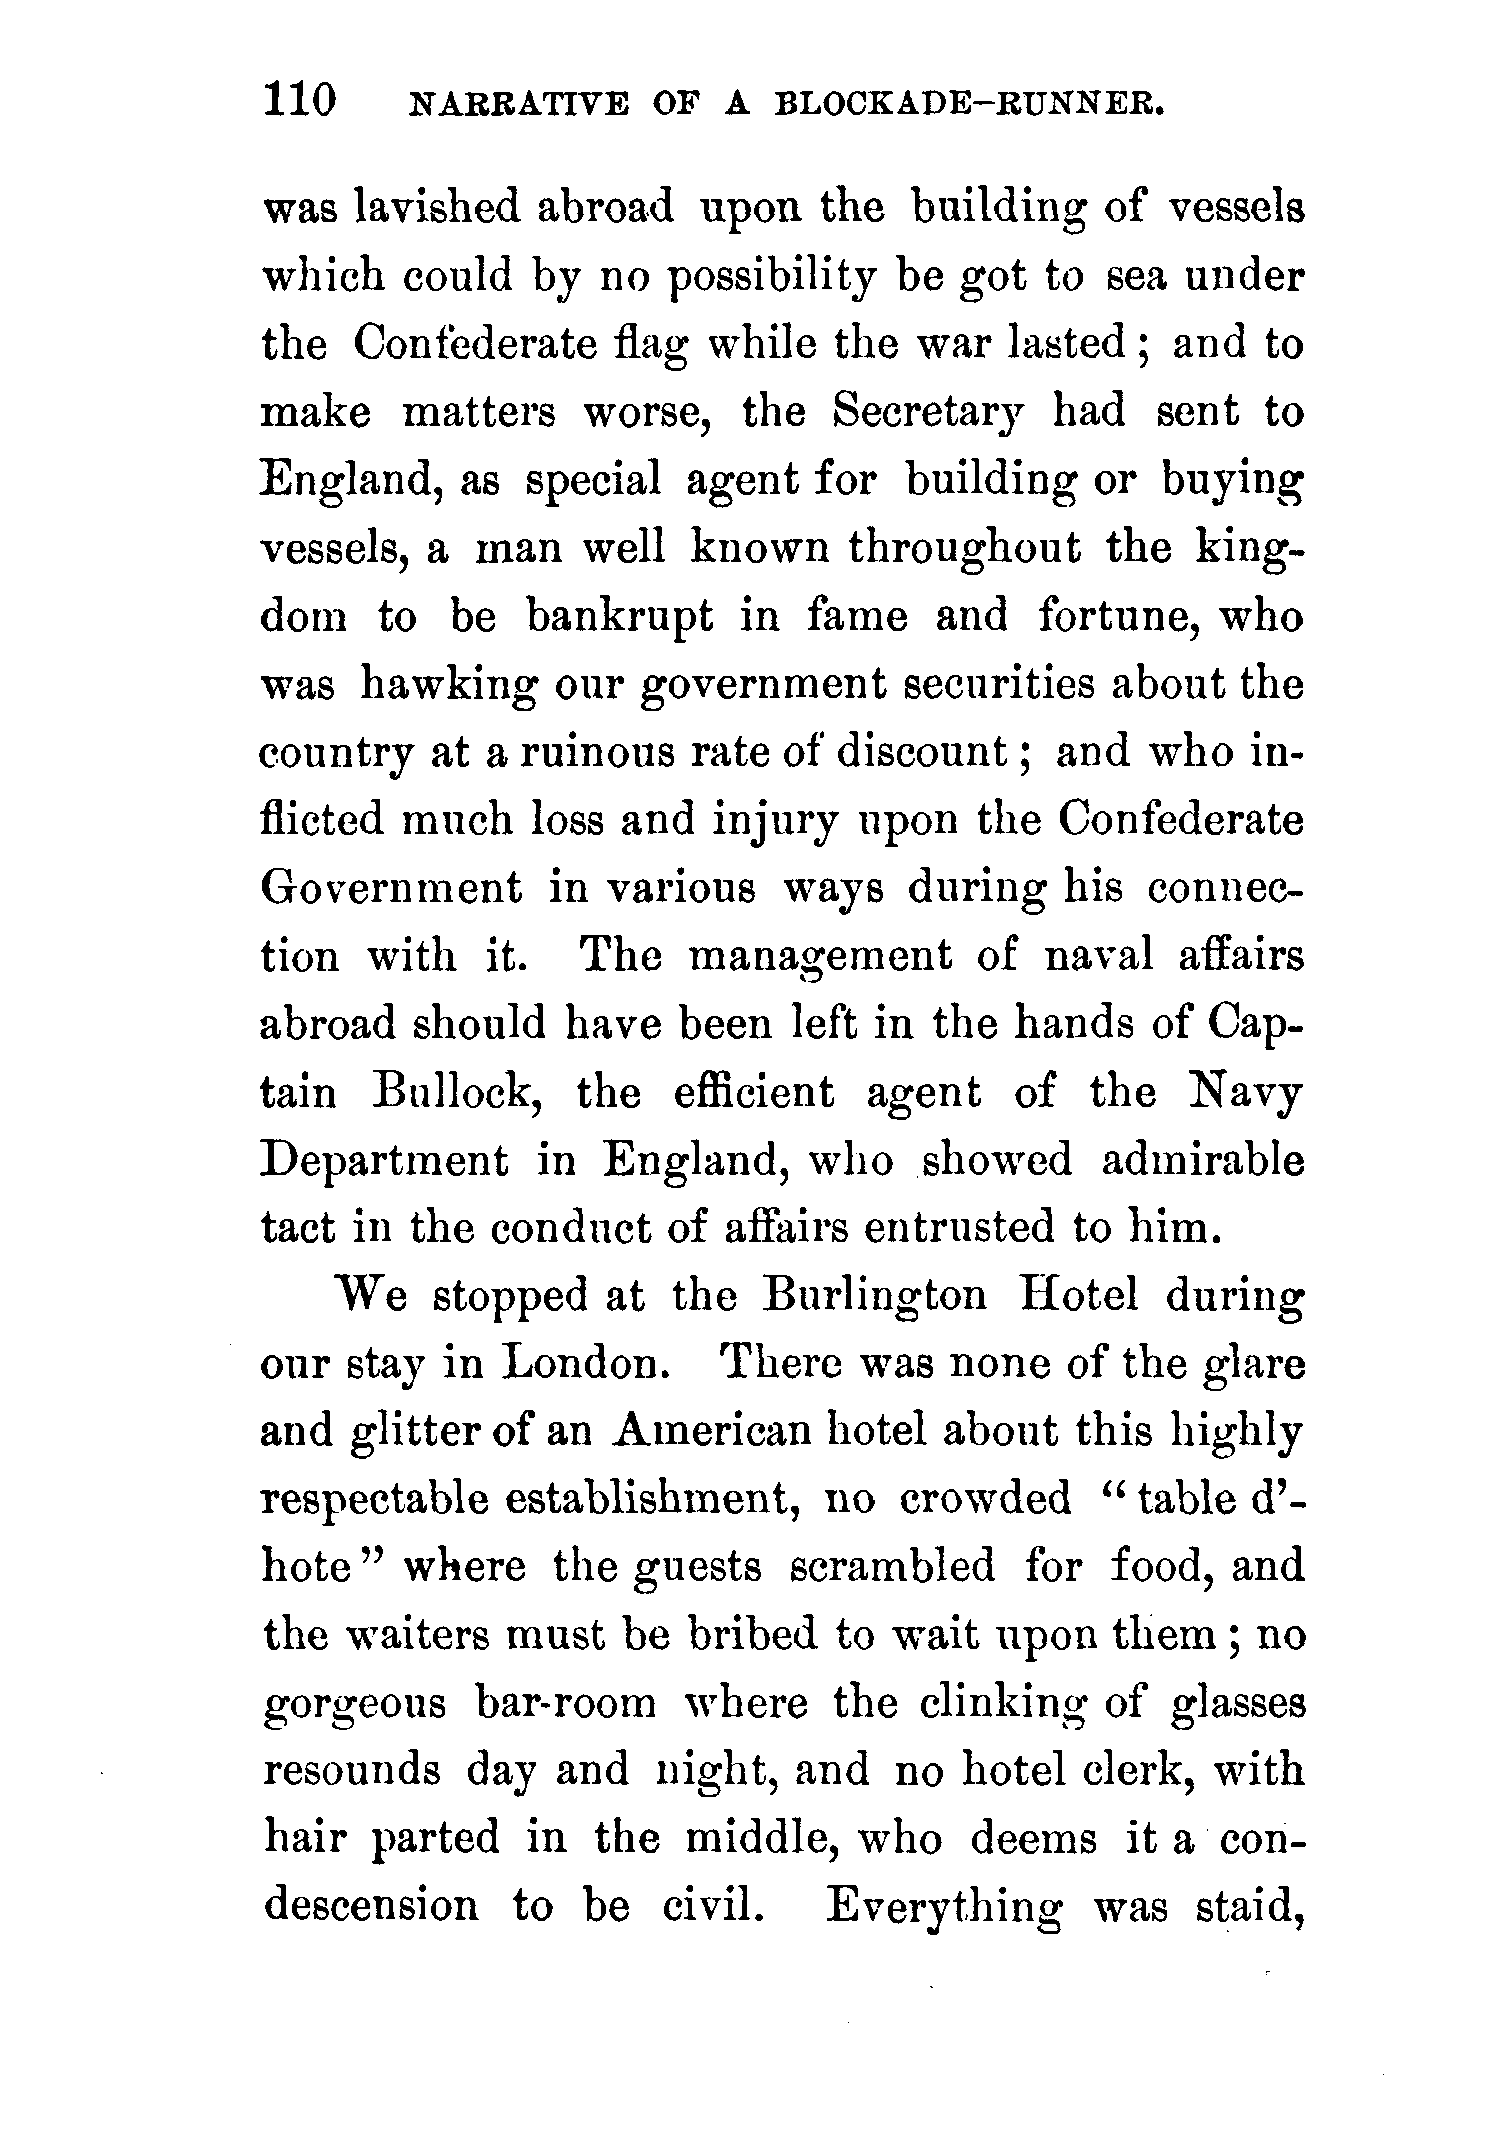 110 NARRATIVE OF A BLOCKADE-RUNNER.
was lavished abroad upon the building of vessels
which could by no possibility be got to sea under
the Confederate flag while the war lasted ; and to
make matters worse, the Secretary had sent to
England, as special agent for building or buying
vessels, a man well known throughout the king-
dom to be bankrupt in fame and fortune, who
was hawking our government securities about the
country at a ruinous rate of discount ; and who in-
flicted much loss and injury upon the Confederate
Government in various ways during his connec-
tion with it. The management of naval affairs
abroad should have been left in the hands of Cap-
tain Bullock, the efficient agent of the Navy
Department in England, who showed admirable
tact in the conduct of affairs entrusted to him.
We stopped at the Burlington Hotel during
our stay in London. There was none of the glare
and glitter of an American hotel about this highly
respectable establishment, no crowded “ table d’-
hote ” where the guests scrambled for food, and
the waiters must be bribed to wait upon them ; no
gorgeous bar-room where the clinking of glasses
resounds day and night, and no hotel clerk, with
hair parted in the middle, who deems it a con-
descension to be civil. Everything was staid,